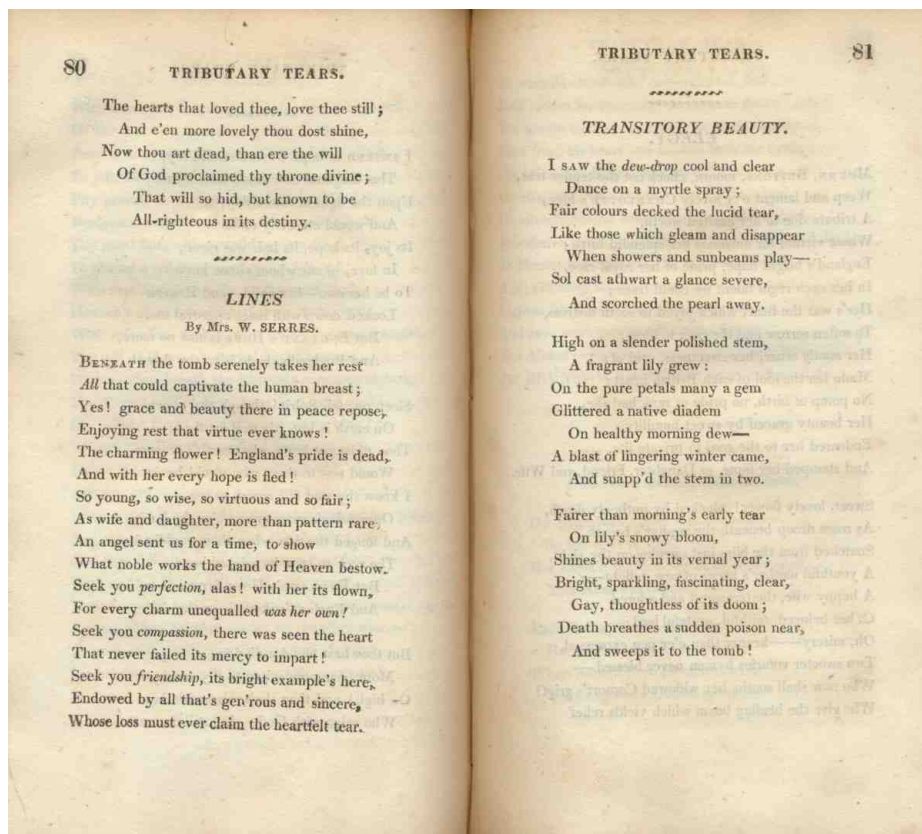 80
TRIBUTARY TEARS.
The hearts that loved thee, love thee still;
And e'en more lovely thou dost shine,
Now thou art dead, than ere the will
Of God proclaimed thy throne divine;
That will so hid, but known to be
All-righteous in its destiny.
LINES
By Mrs. W. SERRES.
BENEATH the tomb serenely takes her rest
All that could captivate the human breast;
Yes! grace and beauty there in peace repose,
Enjoying rest that virtue ever knows!
The charming flower! England's pride is dead,
And with her every hope is fled!
So young, so wise, so virtuous and so fair;
As wife and daughter, more than pattern rare,
An angel sent us for a time, to show
What noble works the hand of Heaven bestow.
Seek you perfection, alas! with her its flown,
For every charm unequalled was her own!
Seek you compassion, there was seen the heart
That never failed its mercy to impart!
Seek you friendship, its bright example's here,
Endowed by all that's gen'rous and sincere,
Whose loss must ever claim the heartfelt tear.
TRIBUTARY TEARS.
81
TRANSITORY BEAUTY.
I SAW the dew-drop cool and clear
Dance on a myrtle spray;
Fair colours decked the lucid tear,
Like those which gleam and disappear
When showers and sunbeams play—
Sol cast athwart a glance severe,
And scorched the pearl away.
High on a slender polished stem,
A fragrant lily grew:
On the pure petals many a gem
Glittered a native diadem
On healthy morning dew—
A blast of lingering winter came,
And snapp'd the stem in two.
Fairer than morning's early tear
On lily's snowy bloom,
Shines beauty in its vernal year;
Bright, sparkling, fascinating, clear,
Gay, thoughtless of its doom;
Death breathes a sudden poison near,
And sweeps it to the tomb!